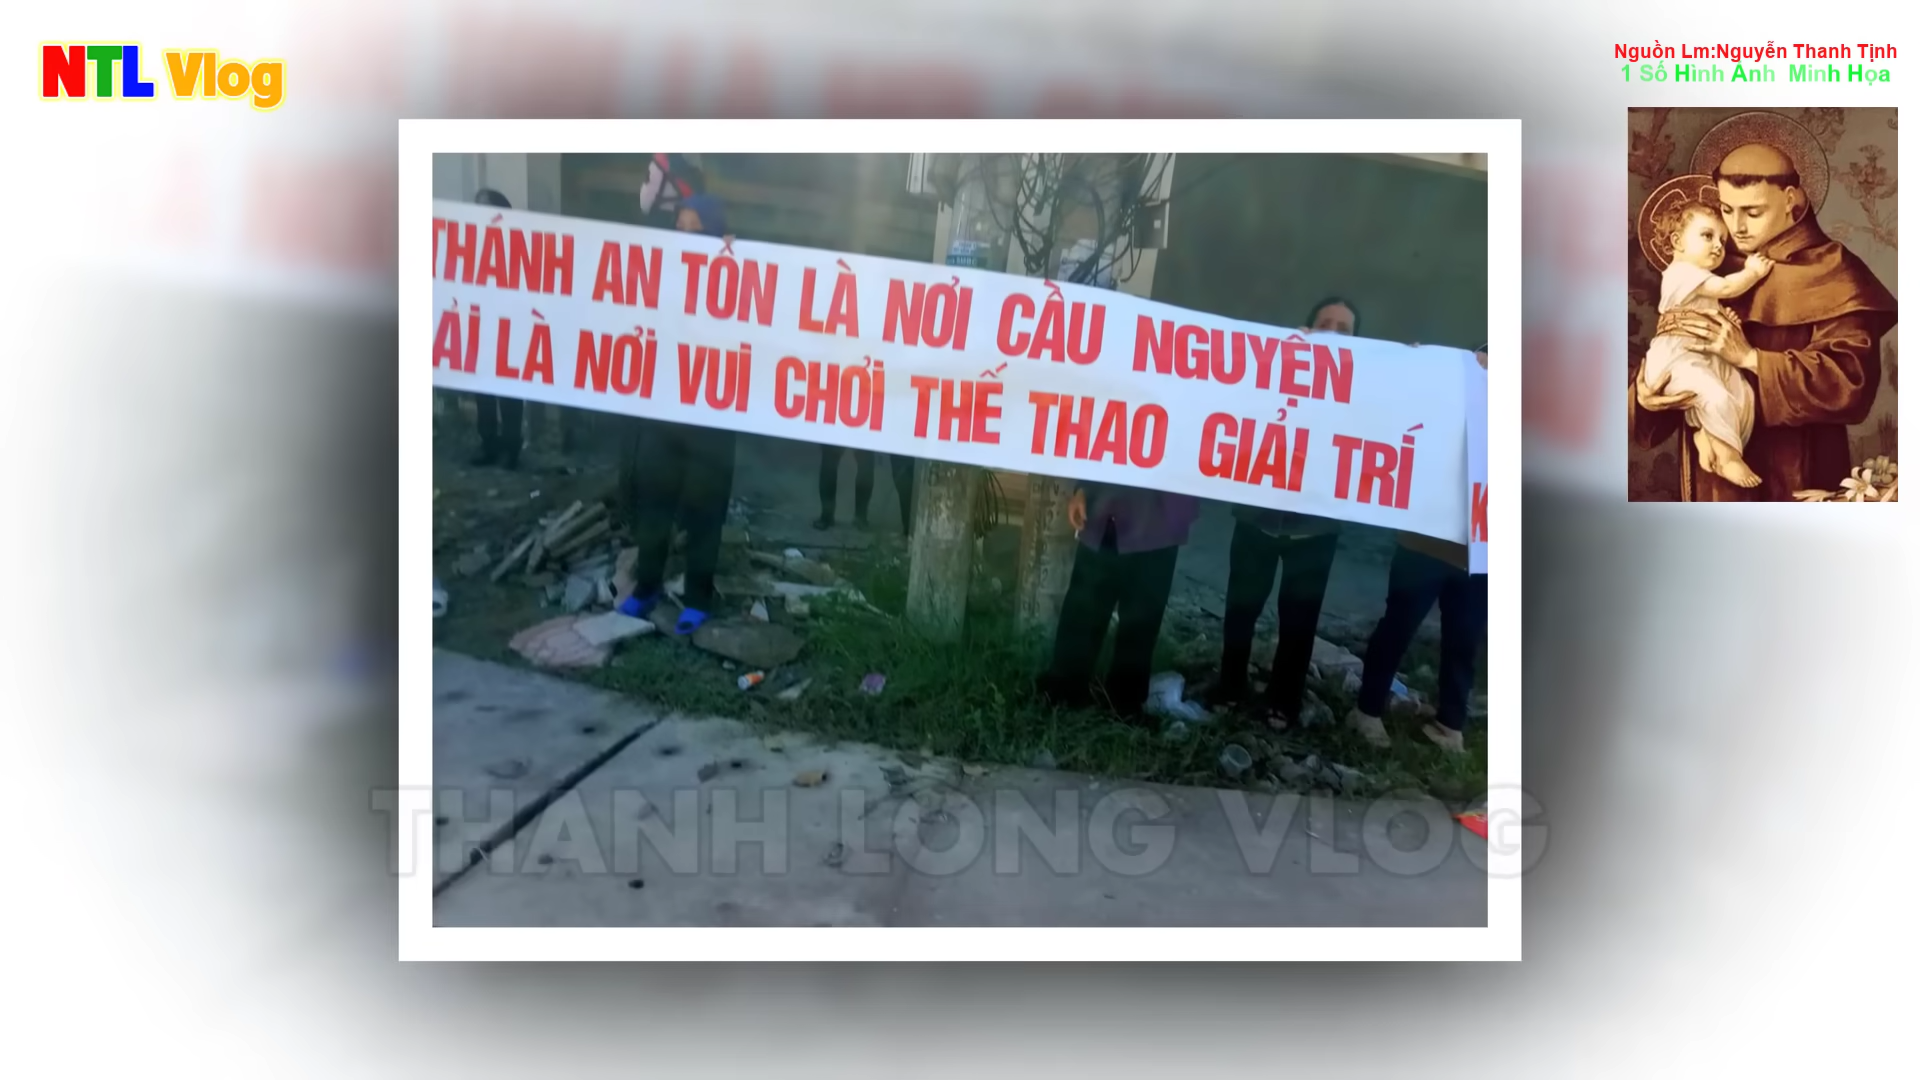 NTL Vlog
Nguồn Lm:Nguyễn Thanh Tịnh
1 Số Hình Ảnh Minh Họa
THÁNH AN TÔN LÀ NƠI CẦU NGUYỆN
ẢI LÀ NƠI VUI CHƠI THỂ THAO GIẢI TRÍ
K
THANH LONG VLOG